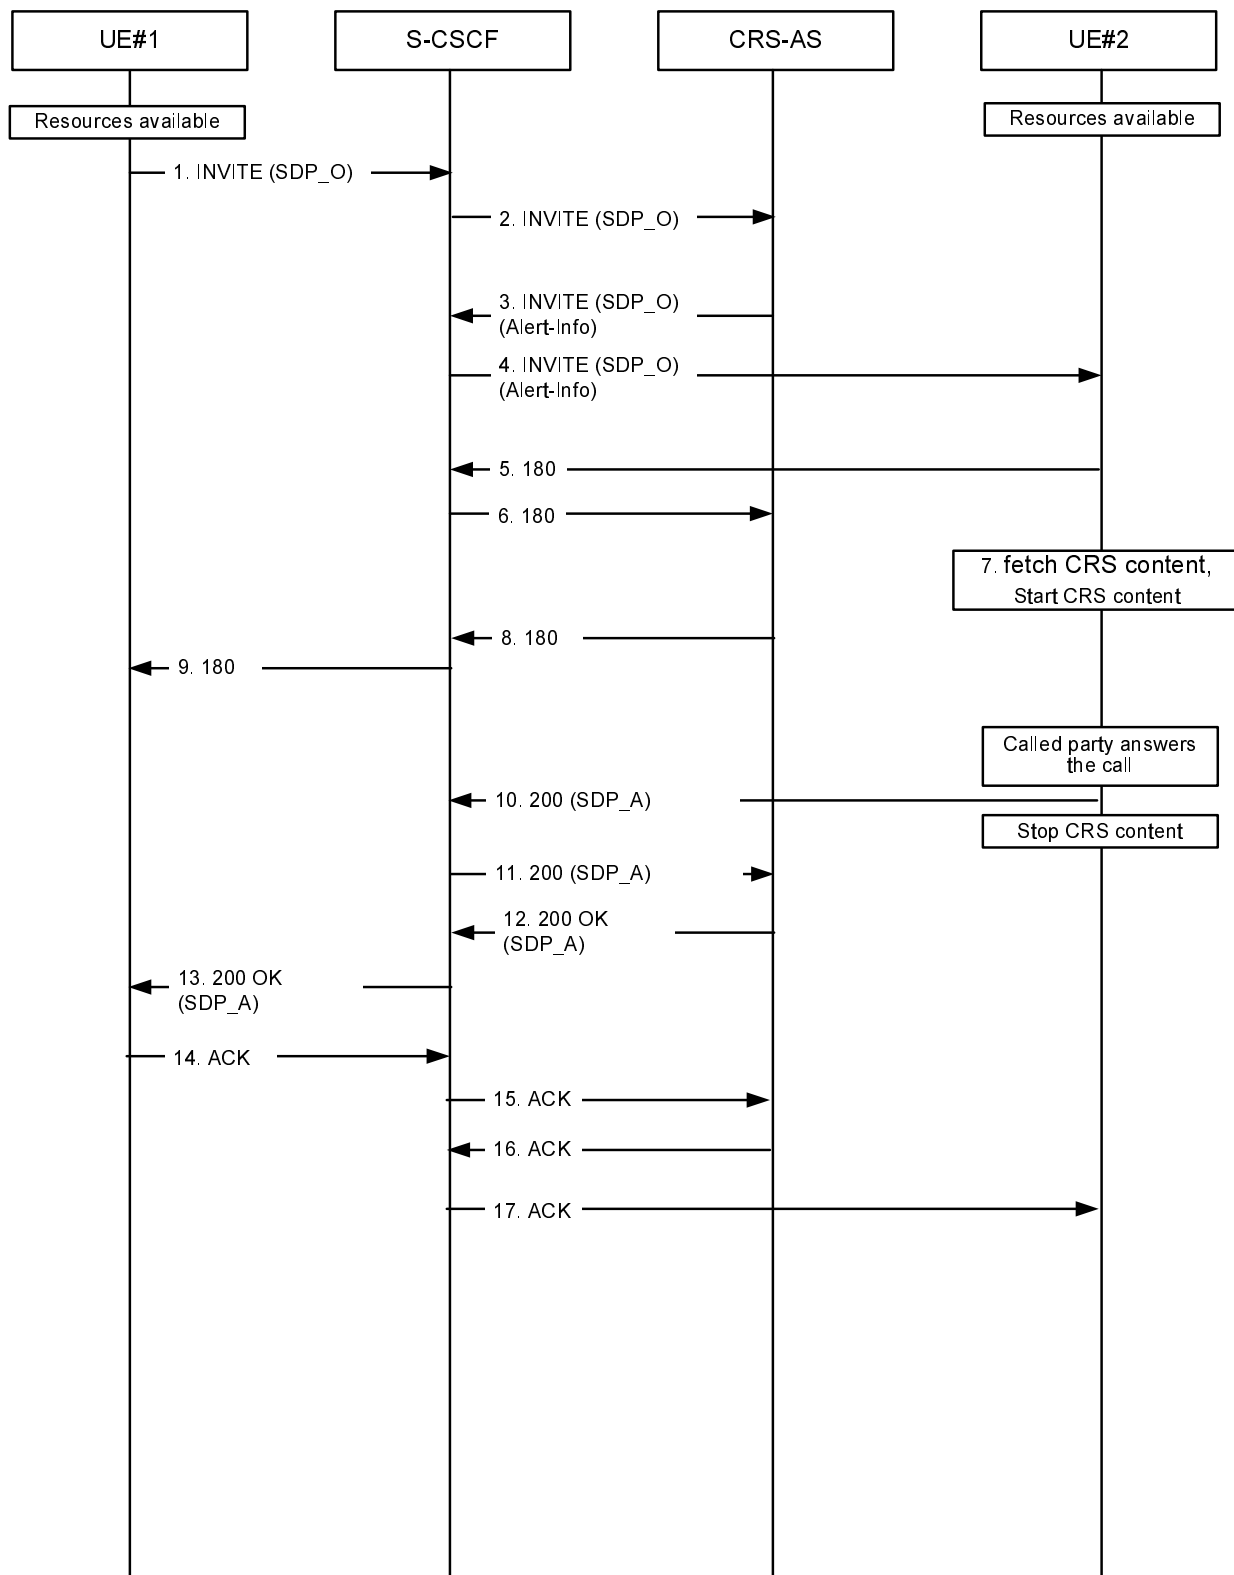 UE#1
S-CSCF
CRS-AS
UE#2
Resources available
Resources available
1. INVITE (SDP_O)
2. INVITE (SDP_O)
3. INVITE (SDP_O)
(Alert-Info)
4. INVITE (SDP_O)
(Alert-Info)
5. 180
6. 180
7. fetch CRS content,
Start CRS content
8. 180
9. 180
Called party answers
the call
10. 200 (SDP_A)
Stop CRS content
11. 200 (SDP_A)
12. 200 OK
(SDP_A)
13. 200 OK
(SDP_A)
14. ACK
15. ACK
16. ACK
17. ACK